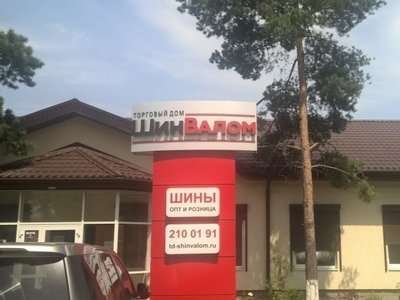 ТОРГОВЫЙ ДОМ
ШИНВАЛОМ
ШИНЫ
ОПТ И РОЗНИЦА
210 01 91
td-shinvalom.ru